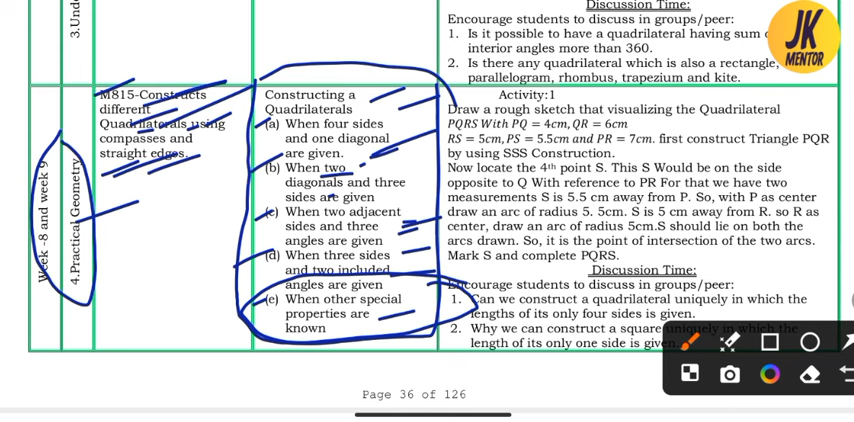 Discussion Time:
Encourage students to discuss in groups/peer:
1. Is it possible to have a quadrilateral having sum
interior angles more than 360.
2. Is there any quadrilateral which is also a rectangle,
parallelogram, rhombus, trapezium and kite.
JK
MENTOR
Week -8 and week 9
4.Practical Geometry
M815-Constructs
different
Quadrilaterals using
compasses and
straight edges.
Constructing a
Quadrilaterals
(a) When four sides
and one diagonal
are given.
(b) When two
diagonals and three
sides are given
(c) When two adjacent
sides and three
angles are given
(d) When three sides
and two included
angles are given
(e) When other special
properties are
known
Activity:1
Draw a rough sketch that visualizing the Quadrilateral
PQRS With PQ = 4cm, QR = 6cm
RS = 5cm, PS = 5.5cm and PR = 7cm. first construct Triangle PQR
by using SSS Construction.
Now locate the 4th point S. This S Would be on the side
opposite to Q With reference to PR For that we have two
measurements S is 5.5 cm away from P. So, with P as center
draw an arc of radius 5. 5cm. S is 5 cm away from R. so R as
center, draw an arc of radius 5cm.S should lie on both the
arcs drawn. So, it is the point of intersection of the two arcs.
Mark S and complete PQRS.
Discussion Time:
Encourage students to discuss in groups/peer:
1. Can we construct a quadrilateral uniquely in which the
lengths of its only four sides is given.
2. Why we can construct a square uniquely in which the
length of its only one side is given.
Page 36 of 126